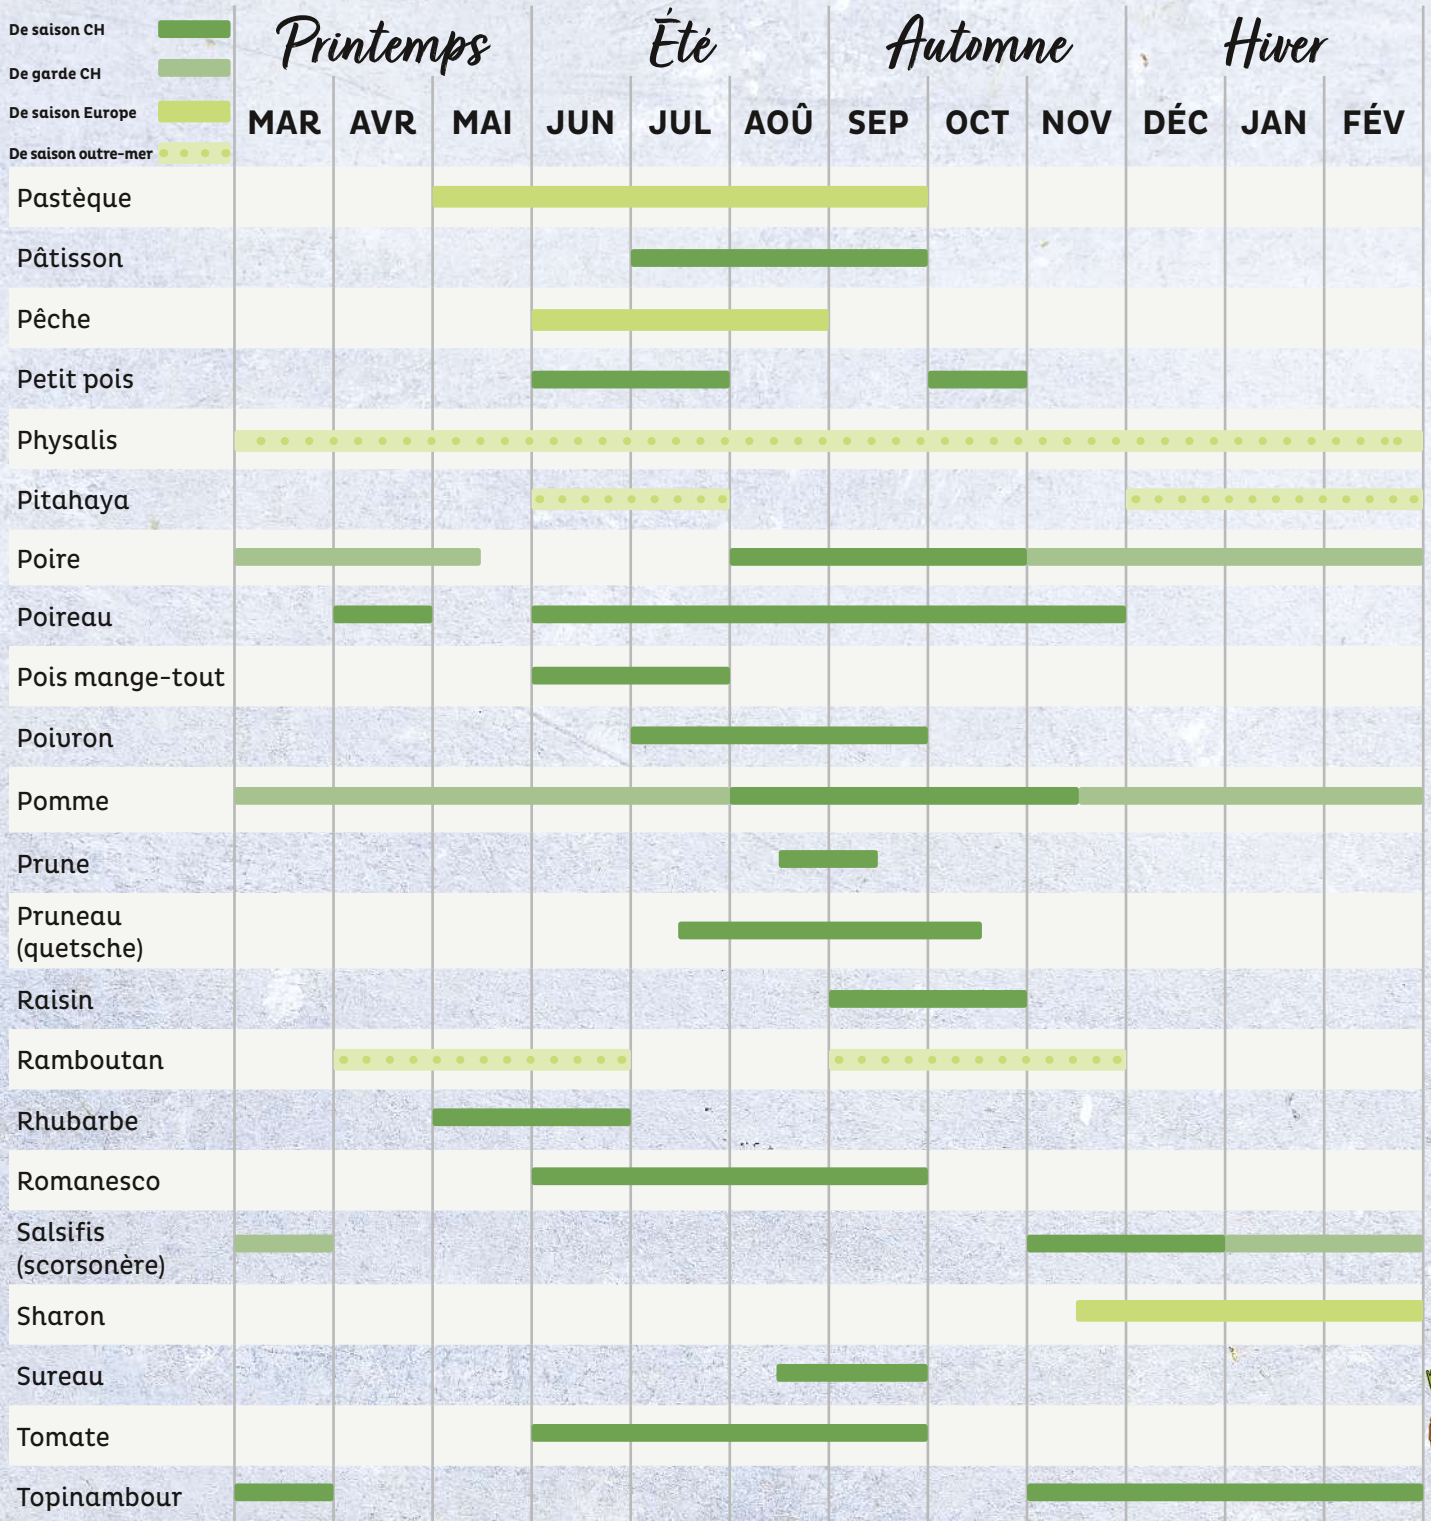 De saison CH
De garde CH
De saison Europe
De saison outre-mer
Printemps
Été
Automne
Hiver
MAR AVR MAI JUN JUL AOÛ SEP OCT NOV DÉC JAN FÉV
Pastèque
Pâtisson
Pêche
Petit pois
Physalis
Pitahaya
Poire
Poireau
Pois mange-tout
Poivron
Pomme
Prune
Pruneau
(quetsche)
Raisin
Ramboutan
Rhubarbe
Romanesco
Salsifis
(scorsonère)
Sharon
Sureau
Tomate
Topinambour